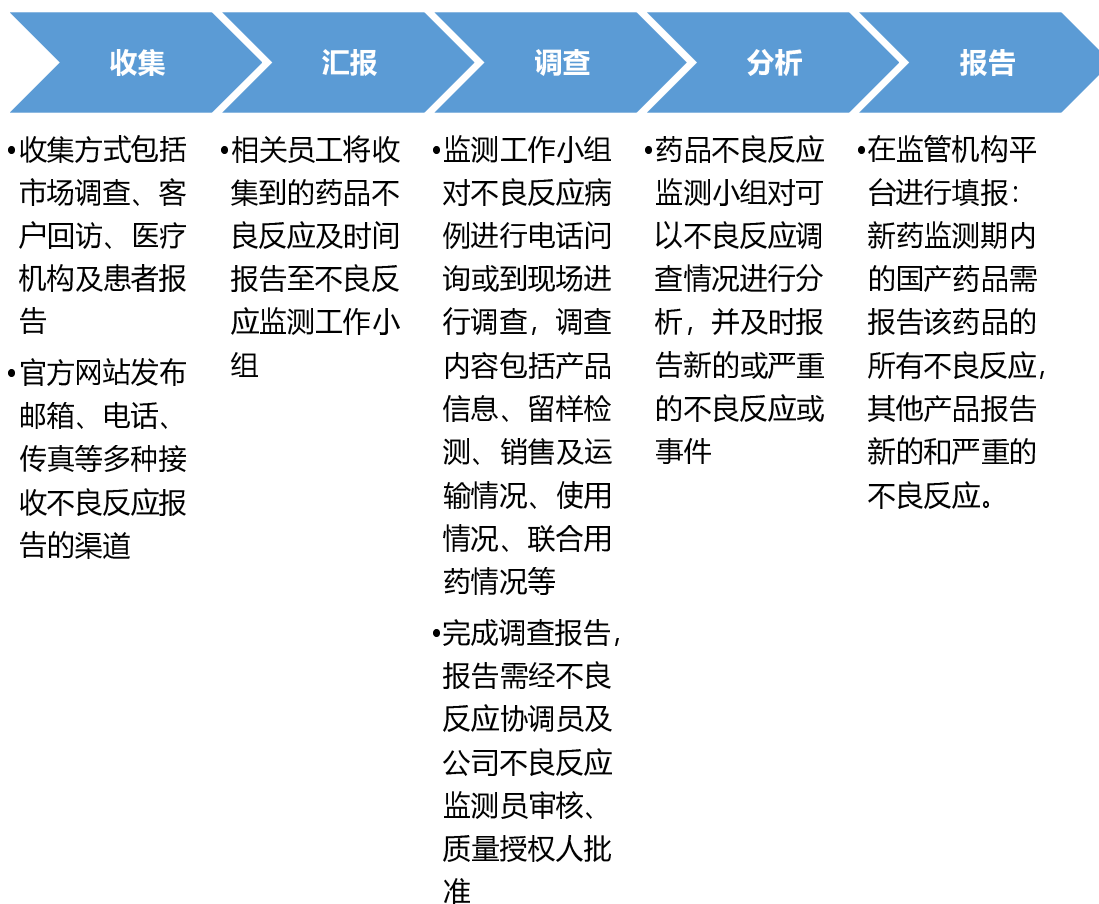 收集
汇报
调查
分析
报告
•收集方式包括
市场调查、客
户回访、医疗
机构及患者报
告
•官方网站发布
邮箱、电话、
传真等多种接
收不良反应报
告的渠道
•相关员工将收
集到的药品不
良反应及时间
报告至不良反
应监测工作小
组
•监测工作小组
对不良反应病
例进行电话问
询或到现场进
行调查，调查
内容包括产品
信息、留样检
测、销售及运
输情况、使用
情况、联合用
药情况等
•完成调查报告，
报告需经不良
反应协调员及
公司不良反应
监测员审核、
质量授权人批
准
•药品不良反应
监测小组对可
以不良反应调
查情况进行分
析，并及时报
告新的或严重
的不良反应或
事件
•在监管机构平
台进行填报：
新药监测期内
的国产药品需
报告该药品的
所有不良反应，
其他产品报告
新的和严重的
不良反应。